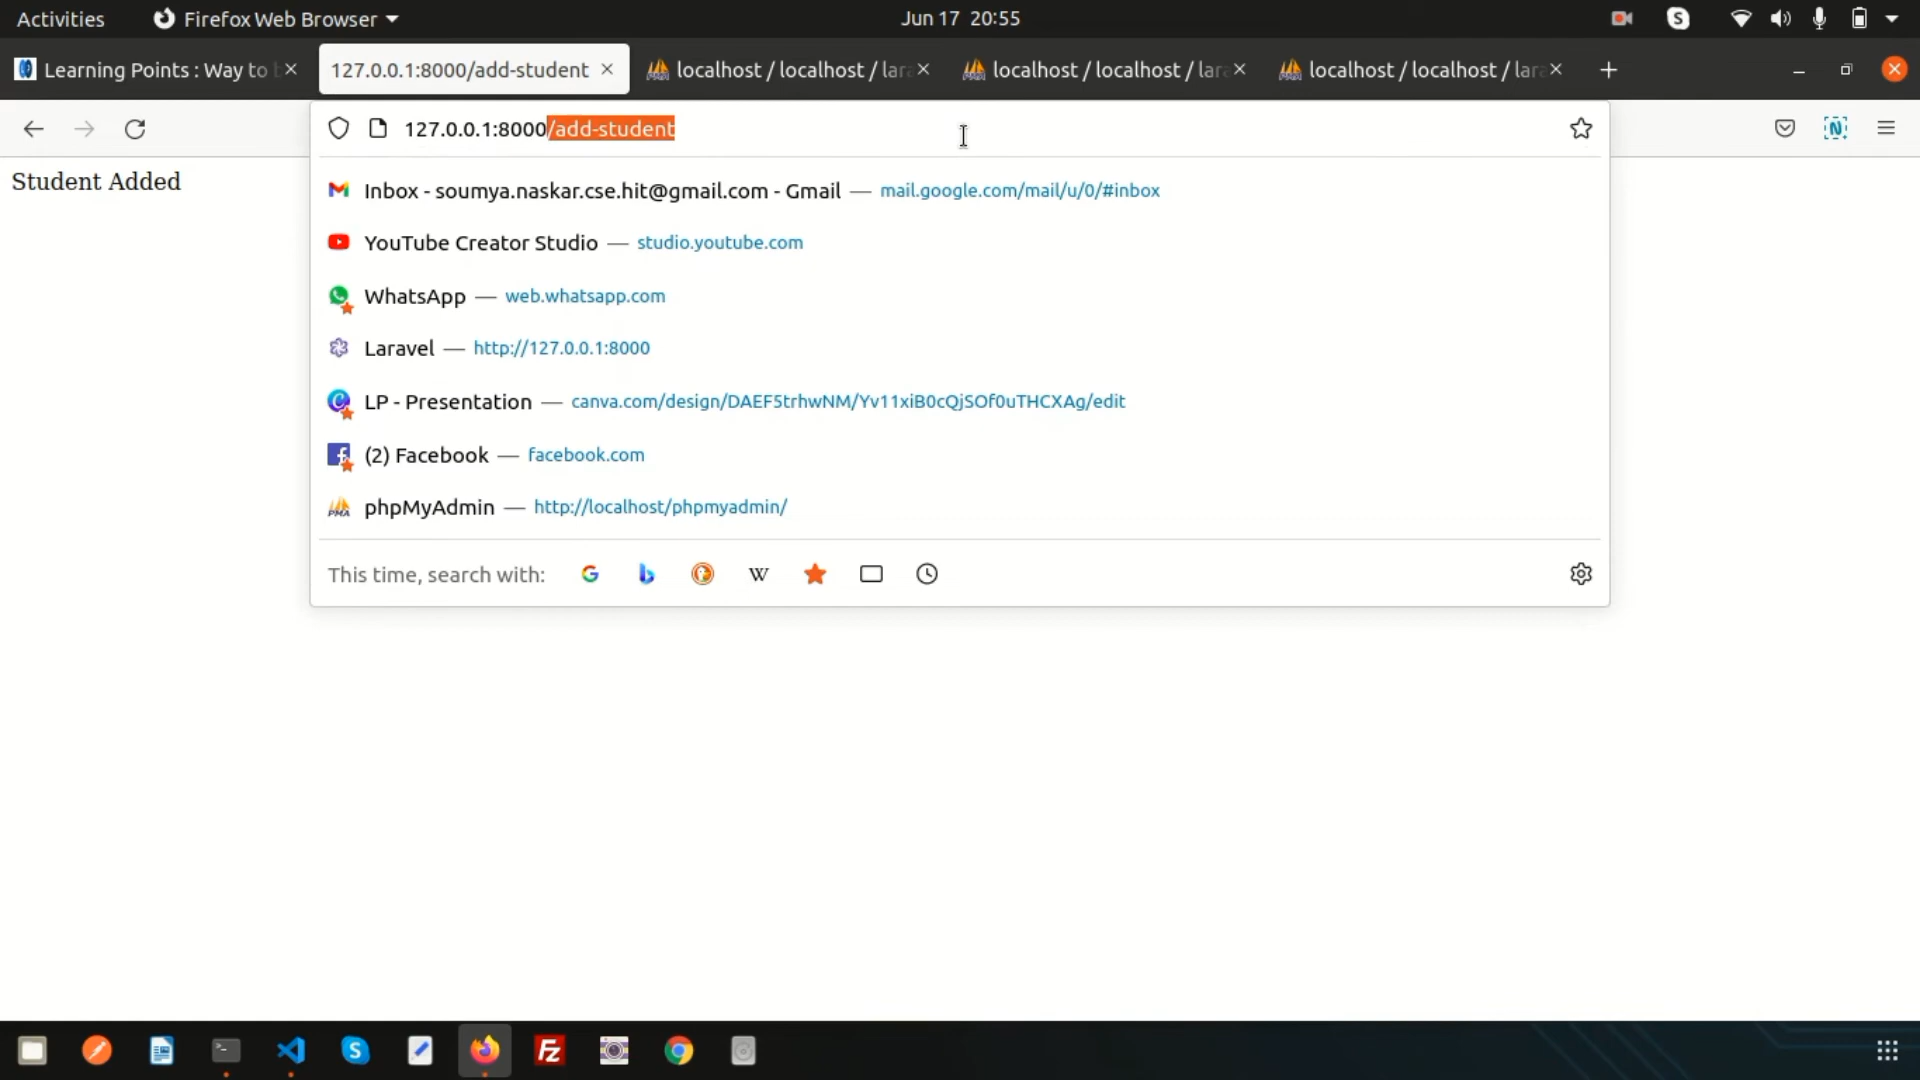 Activities Firefox Web Browser Jun 17 20:55
Learning Points : Way to 127.0.0.1:8000/add-student localhost / localhost / lar localhost / localhost / lar localhost / localhost / lar
127.0.0.1:8000/add-student
Student Added
Inbox - soumya.naskar.cse.hit@gmail.com - Gmail — mail.google.com/mail/u/0/#inbox
YouTube Creator Studio — studio.youtube.com
WhatsApp — web.whatsapp.com
Laravel — http://127.0.0.1:8000
LP - Presentation — canva.com/design/DAEF5trhwNM/Yv11xiB0cQjSOf0uTHCXAg/edit
(2) Facebook — facebook.com
phpMyAdmin — http://localhost/phpmyadmin/
This time, search with: